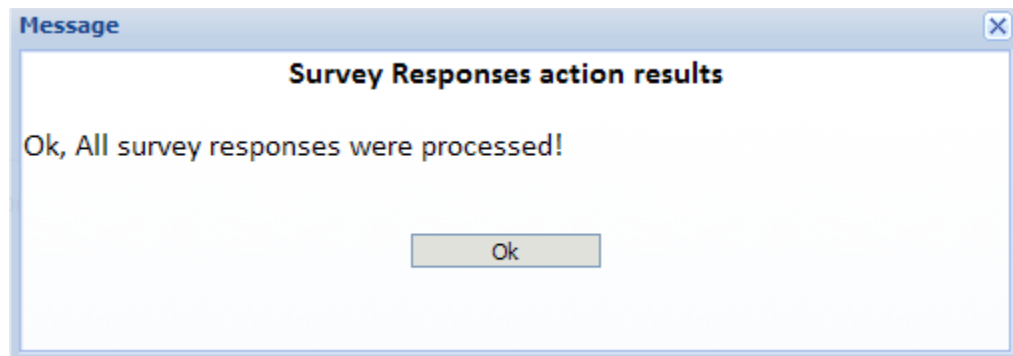 Message
Survey Responses action results
Ok, All survey responses were processed!
Ok